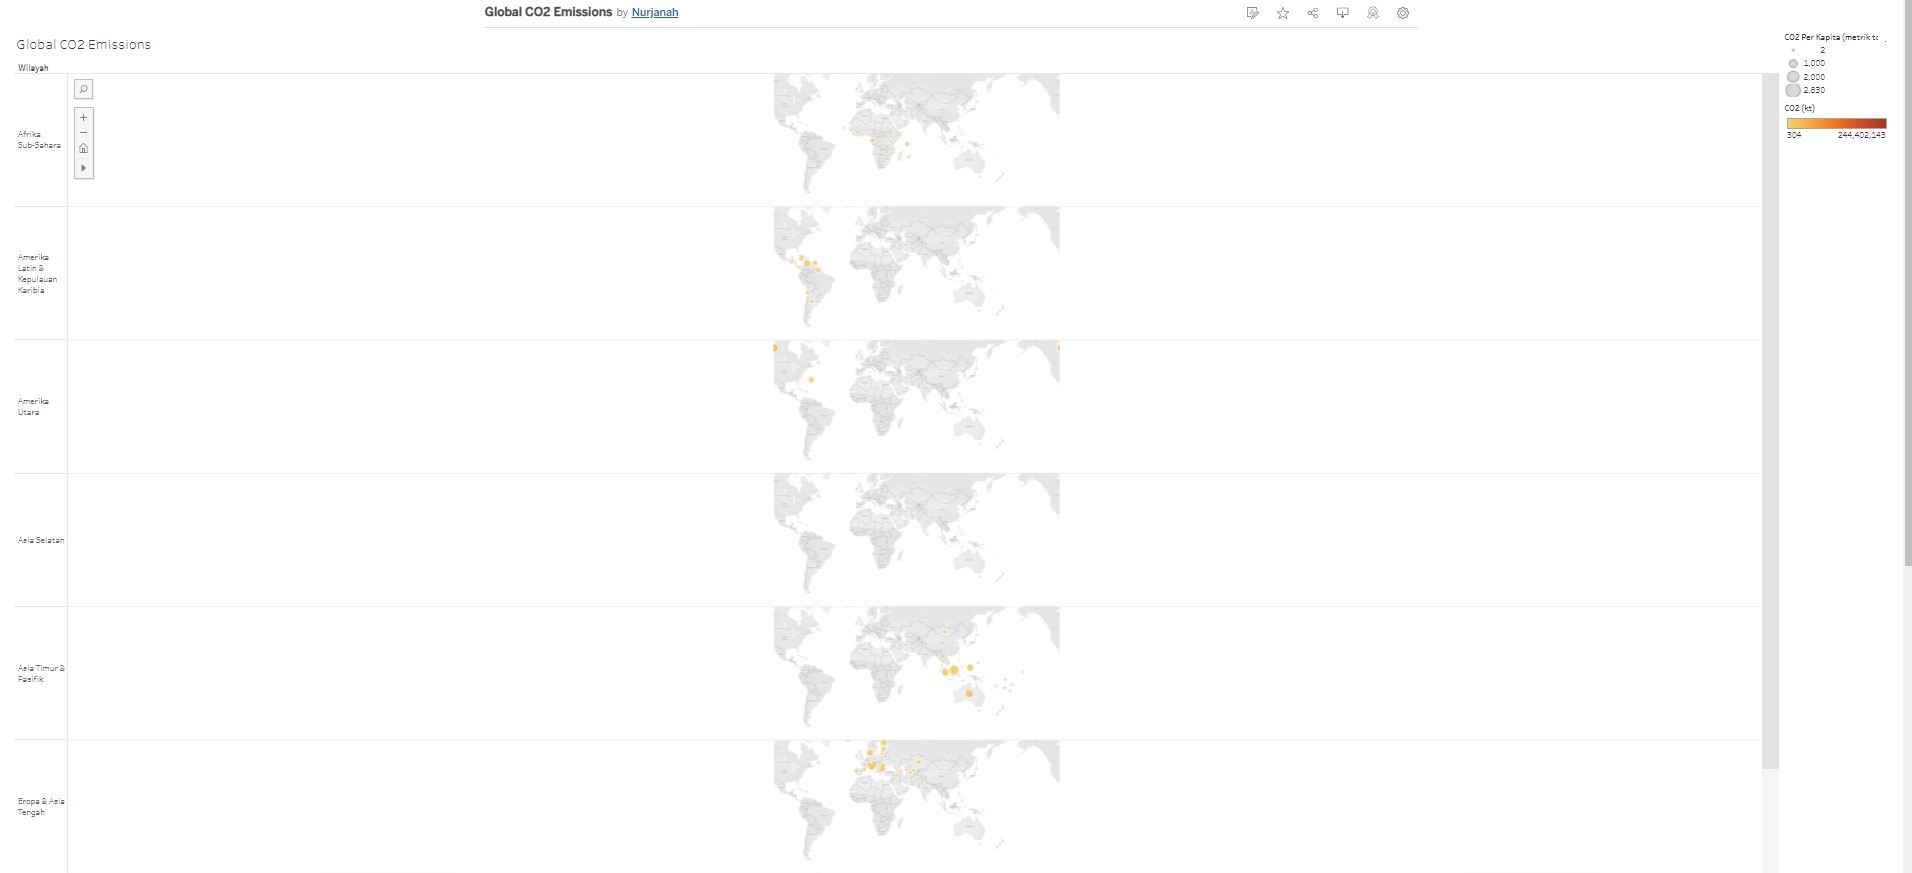 Global CO2 Emissions by Nurjanah
Global CO2 Emissions
Wilayah
Afrika
Sub-Sahara
Amerika
Latin &
Kepulauan
Karibia
Amerika
Utara
Asia Selatan
Asia Timur &
Pasifik
Eropa & Asia
Tengah
CO2 Per Kapita (metrik to..
2
1,000
2,000
2,830
CO2 (kt)
304 244,402,143